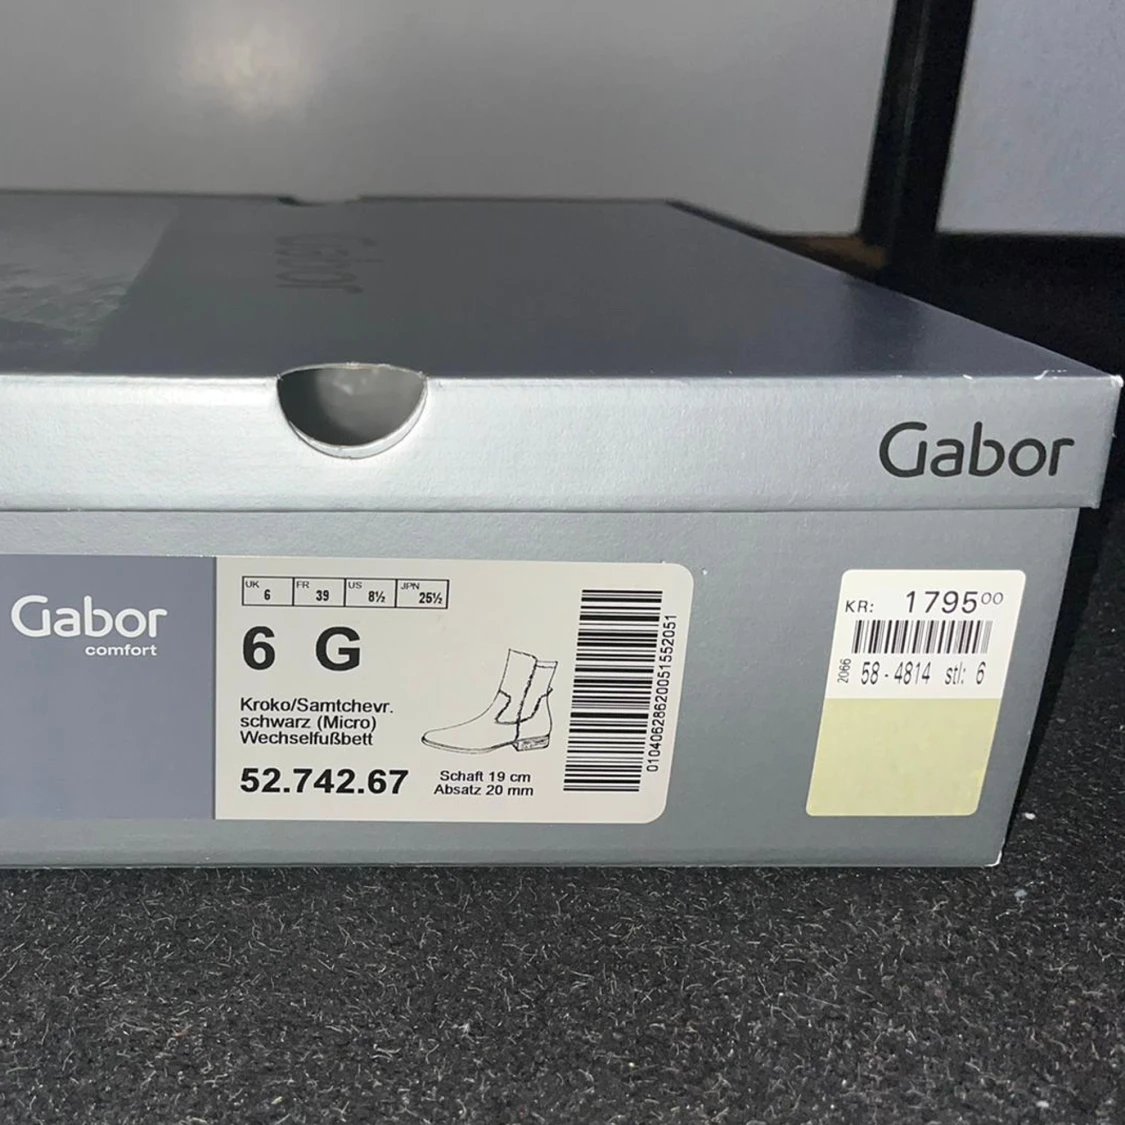 Gabor
Gabor
Gabor
comfort
UK 6 FR 39 US 8½ JPN 25½
6 G
Kroko/Samtchevr.
schwarz (Micro)
Wechselfußbett
52.742.67
Schaft 19 cm
Absatz 20 mm
01040628620051552051
KR: 1795⁰⁰
2066
58-4814 stl: 6